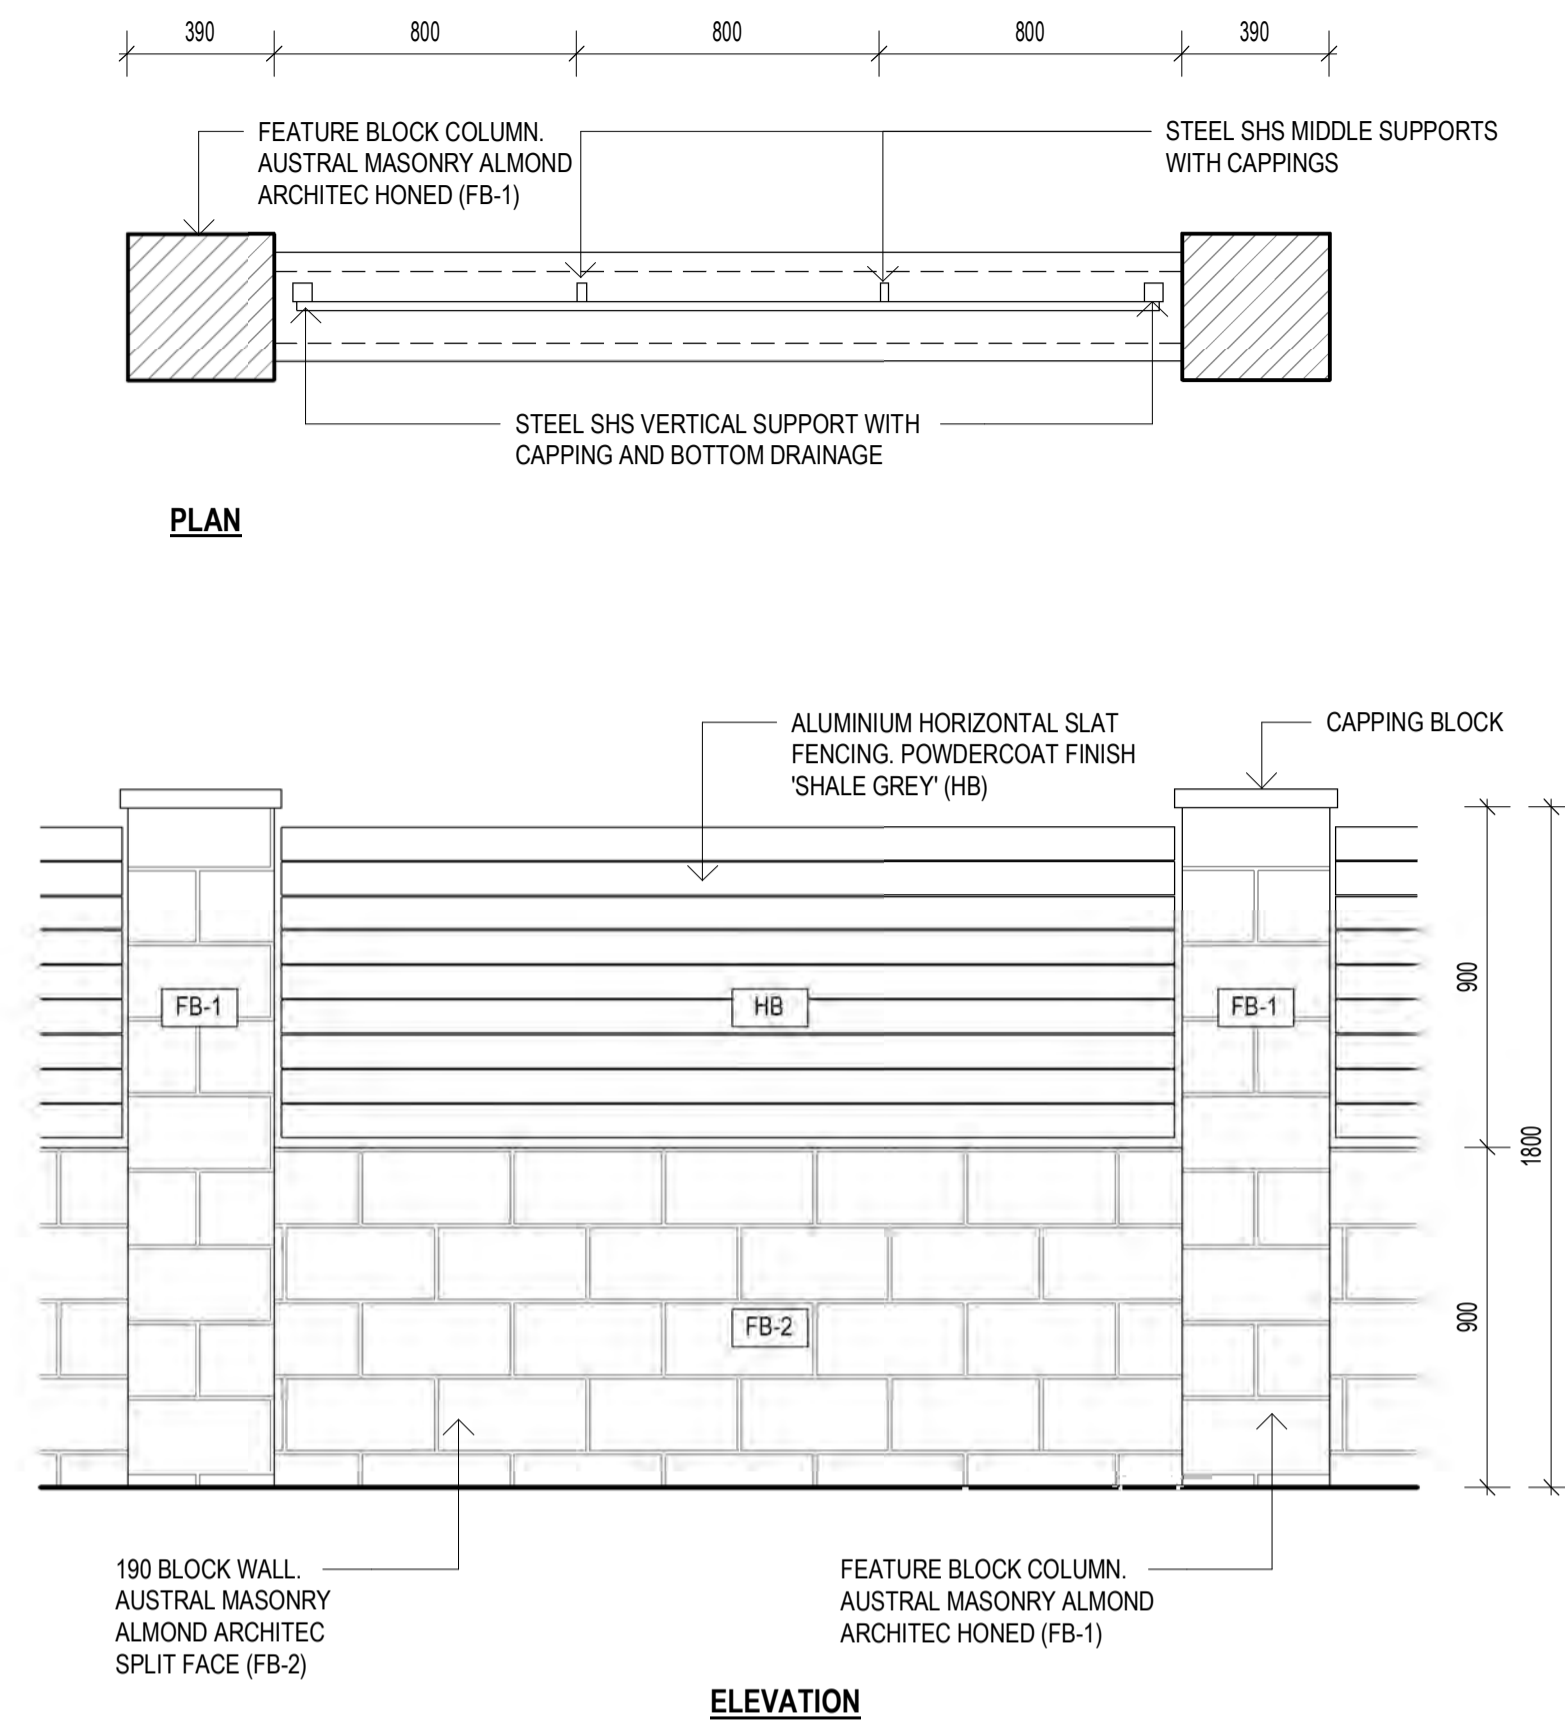 390 800 800 800 390
FEATURE BLOCK COLUMN.
AUSTRAL MASONRY ALMOND
ARCHITEC HONED (FB-1)
STEEL SHS MIDDLE SUPPORTS
WITH CAPPINGS
STEEL SHS VERTICAL SUPPORT WITH
CAPPING AND BOTTOM DRAINAGE
PLAN
ALUMINIUM HORIZONTAL SLAT
FENCING. POWDERCOAT FINISH
'SHALE GREY' (HB)
CAPPING BLOCK
FB-1
HB
FB-1
900
1800
FB-2
900
190 BLOCK WALL.
AUSTRAL MASONRY
ALMOND ARCHITEC
SPLIT FACE (FB-2)
FEATURE BLOCK COLUMN.
AUSTRAL MASONRY ALMOND
ARCHITEC HONED (FB-1)
ELEVATION